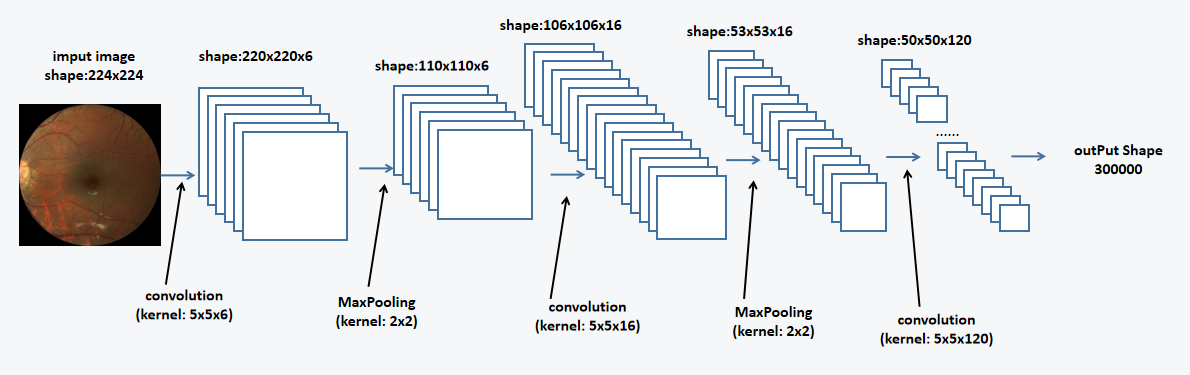 imput image
shape:224x224
shape:220x220x6
shape:110x110x6
shape:106x106x16
shape:53x53x16
shape:50x50x120
......
outPut Shape
300000
convolution
(kernel: 5x5x6)
MaxPooling
(kernel: 2x2)
convolution
(kernel: 5x5x16)
MaxPooling
(kernel: 2x2)
convolution
(kernel: 5x5x120)